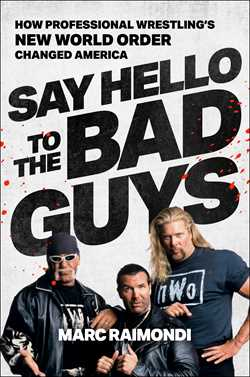 HOW PROFESSIONAL WRESTLING'S
NEW WORLD ORDER
CHANGED AMERICA
SAY HELLO
TO THE BAD
GUYS
nWo
MARC RAIMONDI